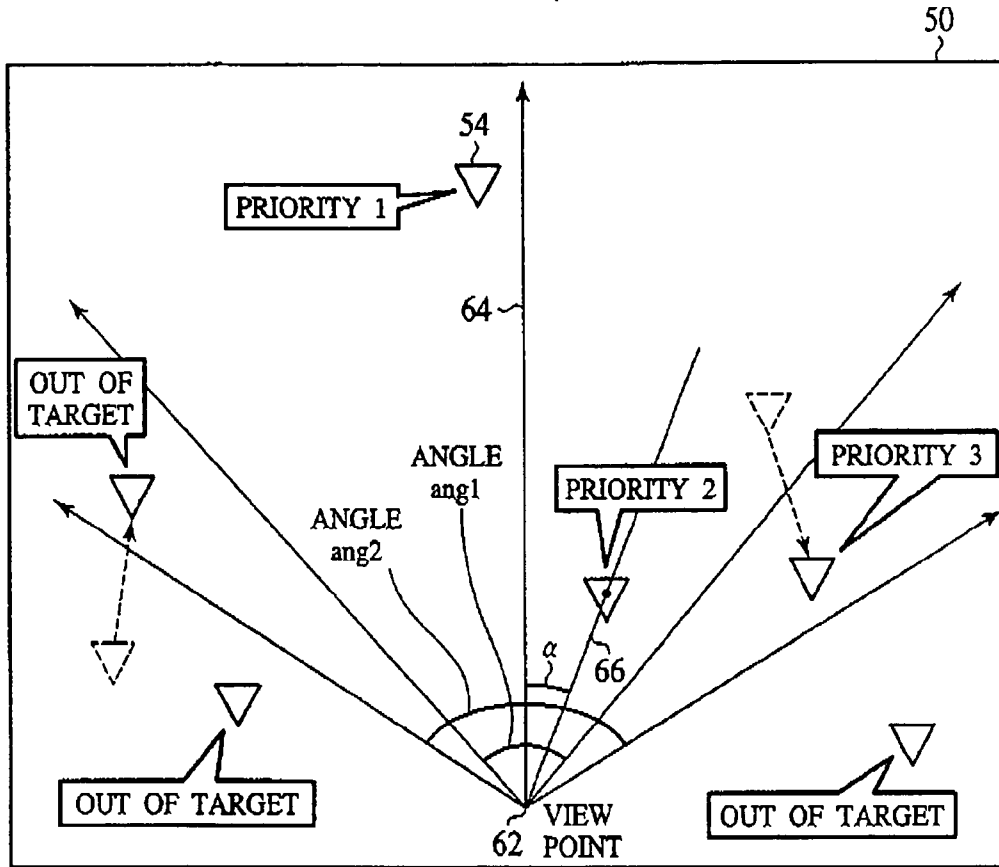 50
54
PRIORITY 1
64
OUT OF
TARGET
ANGLE
ang1
PRIORITY 2
PRIORITY 3
ANGLE
ang2
α
66
OUT OF TARGET
62
VIEW
POINT
OUT OF TARGET